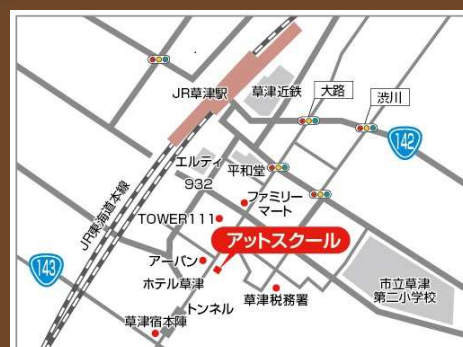 JR草津駅
草津近鉄
大路
渋川
142
エルティ
932
平和堂
ファミリー
マート
TOWER111
JR東海道本線
アットスクール
アーバン
143
ホテル草津
草津税務署
市立草津
第二小学校
トンネル
草津宿本陣